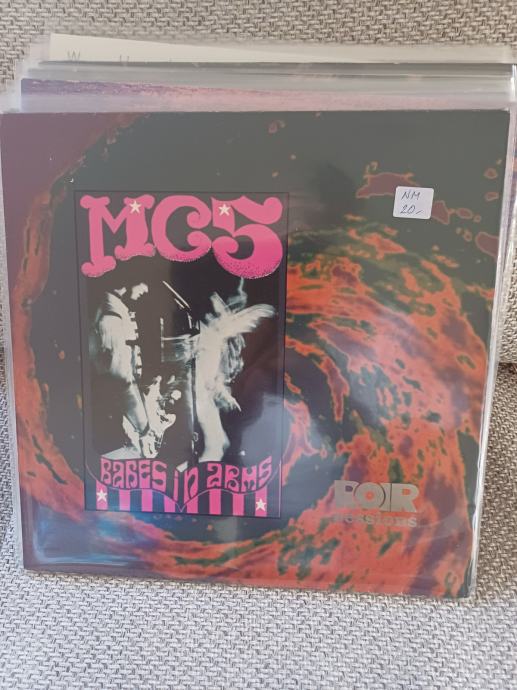 MC5
NM
20,-
BABES in ARMS
ROIR
SESSIONS